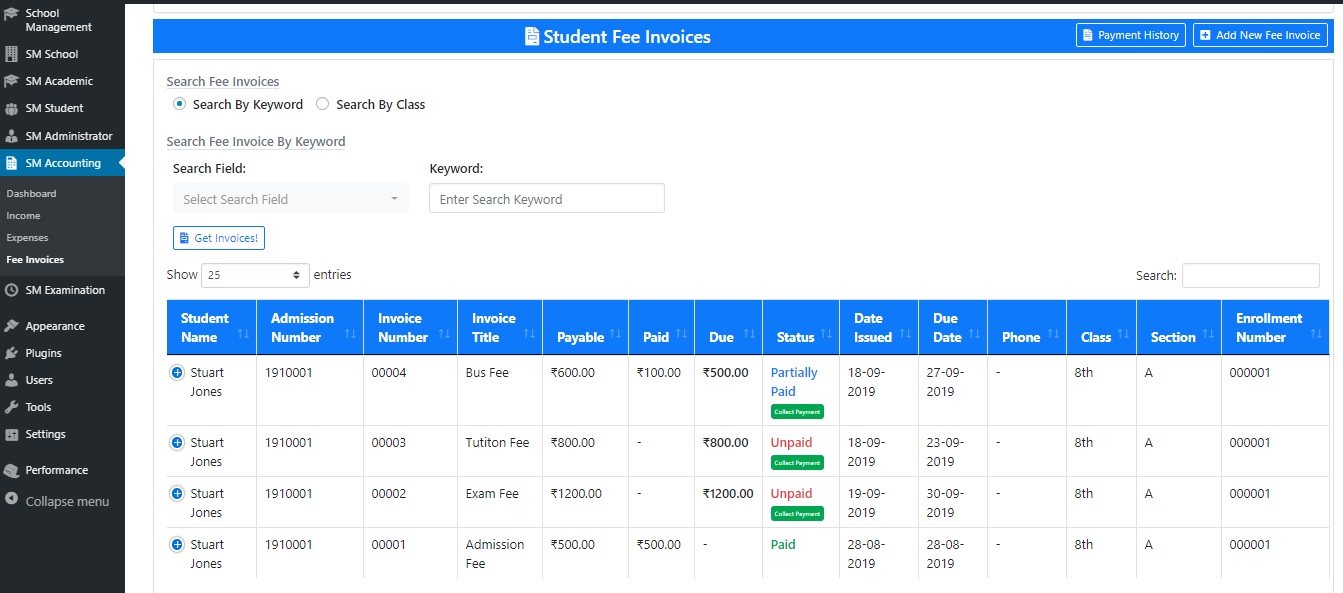 School
Management
SM School
SM Academic
SM Student
SM Administrator
SM Accounting
Dashboard
Income
Expenses
Fee Invoices
SM Examination
Appearance
Plugins
Users
Tools
Settings
Performance
Collapse menu
Student Fee Invoices
Payment History
Add New Fee Invoice
Search Fee Invoices
Search By Keyword Search By Class
Search Fee Invoice By Keyword
Search Field: Keyword:
Select Search Field Enter Search Keyword
Get Invoices!
Show 25 entries Search:
Student Admission Invoice Invoice Date Due Enrollment
Name Number Number Title Payable Paid Due Status Issued Date Phone Class Section Number
Stuart 1910001 00004 Bus Fee ₹600.00 ₹100.00 ₹500.00 Partially 18-09- 27-09- - 8th A 000001
Jones Paid 2019 2019
Collect Payment
Stuart 1910001 00003 Tutiton Fee ₹800.00 - ₹800.00 Unpaid 18-09- 23-09- - 8th A 000001
Jones Collect Payment 2019 2019
Stuart 1910001 00002 Exam Fee ₹1200.00 - ₹1200.00 Unpaid 19-09- 30-09- - 8th A 000001
Jones Collect Payment 2019 2019
Stuart 1910001 00001 Admission ₹500.00 ₹500.00 - Paid 28-08- 28-08- - 8th A 000001
Jones Fee 2019 2019